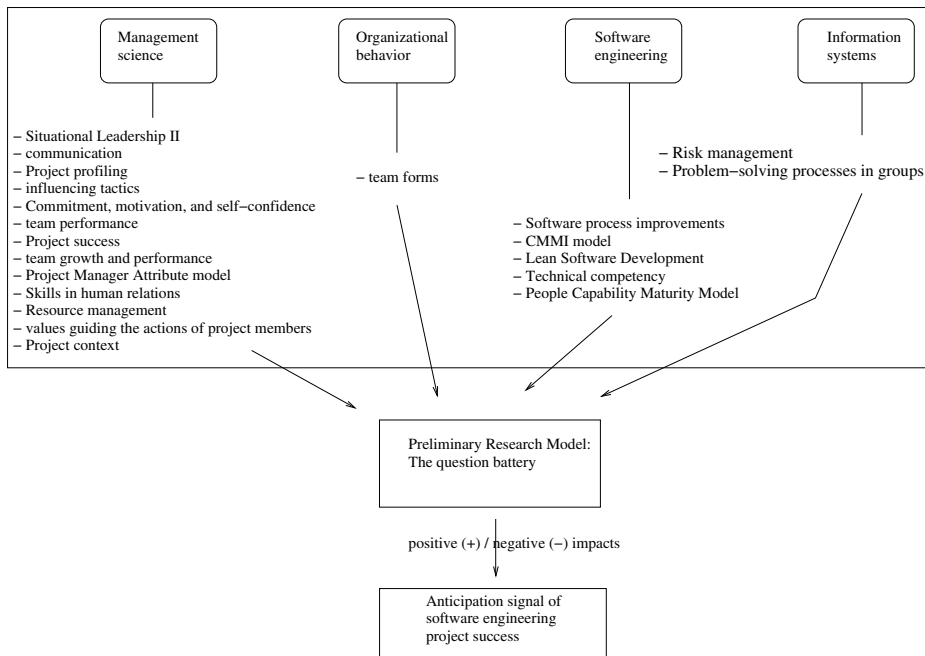 Management
science
Organizational
behavior
Software
engineering
Information
systems
− Situational Leadership II
− communication
− Project profiling
− influencing tactics
− Commitment, motivation, and self−confidence
− team performance
− Project success
− team growth and performance
− Project Manager Attribute model
− Skills in human relations
− Resource management
− values guiding the actions of project members
− Project context
− team forms
− Software process improvements
− CMMI model
− Lean Software Development
− Technical competency
− People Capability Maturity Model
− Risk management
− Problem−solving processes in groups
Preliminary Research Model:
The question battery
positive (+) / negative (−) impacts
Anticipation signal of
software engineering
project success